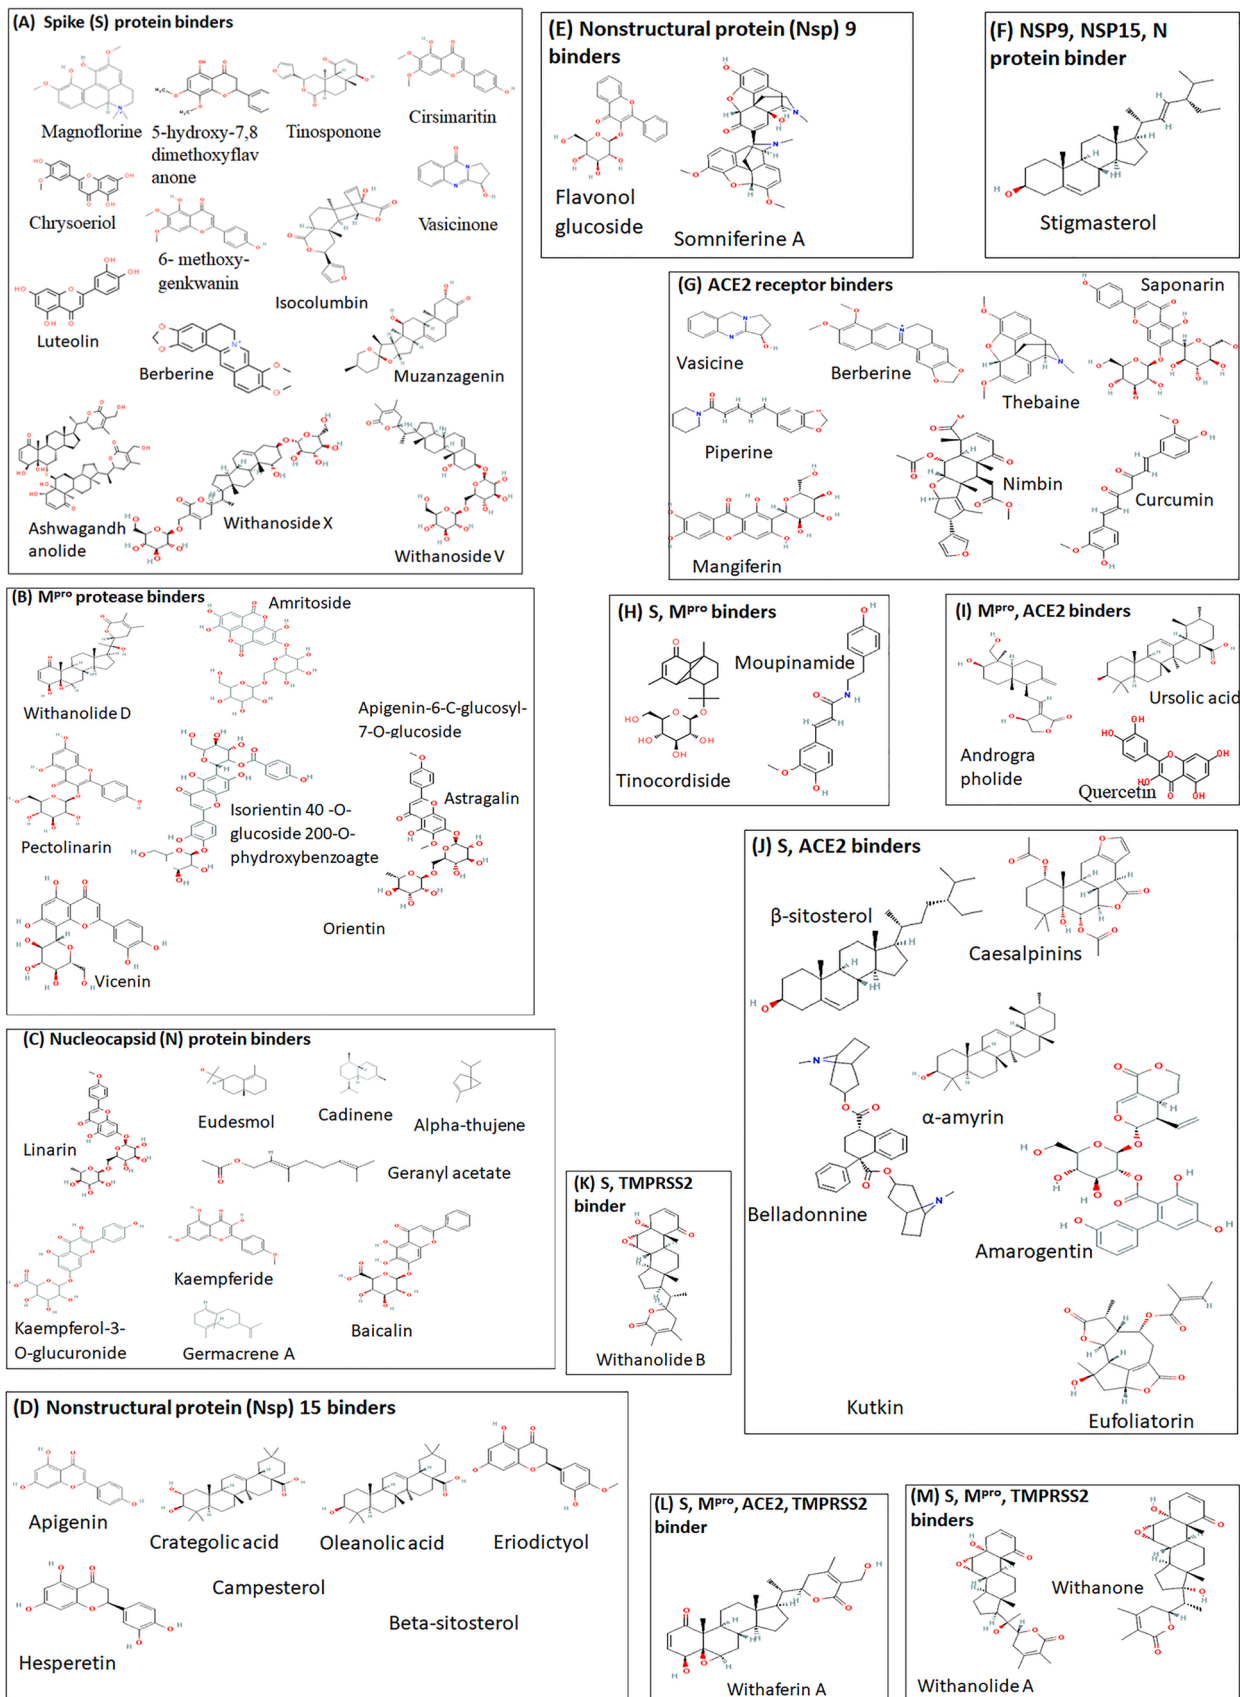 (A) Spike (S) protein binders
Magnoflorine
5-hydroxy-7,8
dimethoxyflav
anone
Tinosponone
Cirsimaritin
Chrysoeriol
6- methoxy-
genkwanin
Isocolumbin
Vasicinone
Luteolin
Berberine
Muzanzagenin
Ashwagandh
anolide
Withanoside X
Withanoside V
(B) Mᵖʳᵒ protease binders
Withanolide D
Amritoside
Apigenin-6-C-glucosyl-
7-O-glucoside
Pectolinarin
Isorientin 40 -O-
glucoside 200-O-
phydroxybenzoagte
Astragalin
Orientin
Vicenin
(C) Nucleocapsid (N) protein binders
Linarin
Eudesmol
Cadinene
Alpha-thujene
Geranyl acetate
Kaempferide
Kaempferol-3-
O-glucuronide
Germacrene A
Baicalin
(D) Nonstructural protein (Nsp) 15 binders
Apigenin
Crategolic acid
Oleanolic acid
Eriodictyol
Campesterol
Beta-sitosterol
Hesperetin
(E) Nonstructural protein (Nsp) 9
binders
Flavonol
glucoside
Somniferine A
(F) NSP9, NSP15, N
protein binder
Stigmasterol
(G) ACE2 receptor binders
Vasicine
Berberine
Thebaine
Saponarin
Piperine
Nimbin
Curcumin
Mangiferin
(H) S, Mᵖʳᵒ binders
Moupinamide
Tinocordiside
(I) Mᵖʳᵒ, ACE2 binders
Androgra
pholide
Ursolic acid
Quercetin
(J) S, ACE2 binders
β-sitosterol
Caesalpinins
α-amyrin
Belladonnine
Amarogentin
Kutkin
Eufoliatorin
(K) S, TMPRSS2
binder
Withanolide B
(L) S, Mᵖʳᵒ, ACE2, TMPRSS2
binder
Withaferin A
(M) S, Mᵖʳᵒ, TMPRSS2
binders
Withanone
Withanolide A